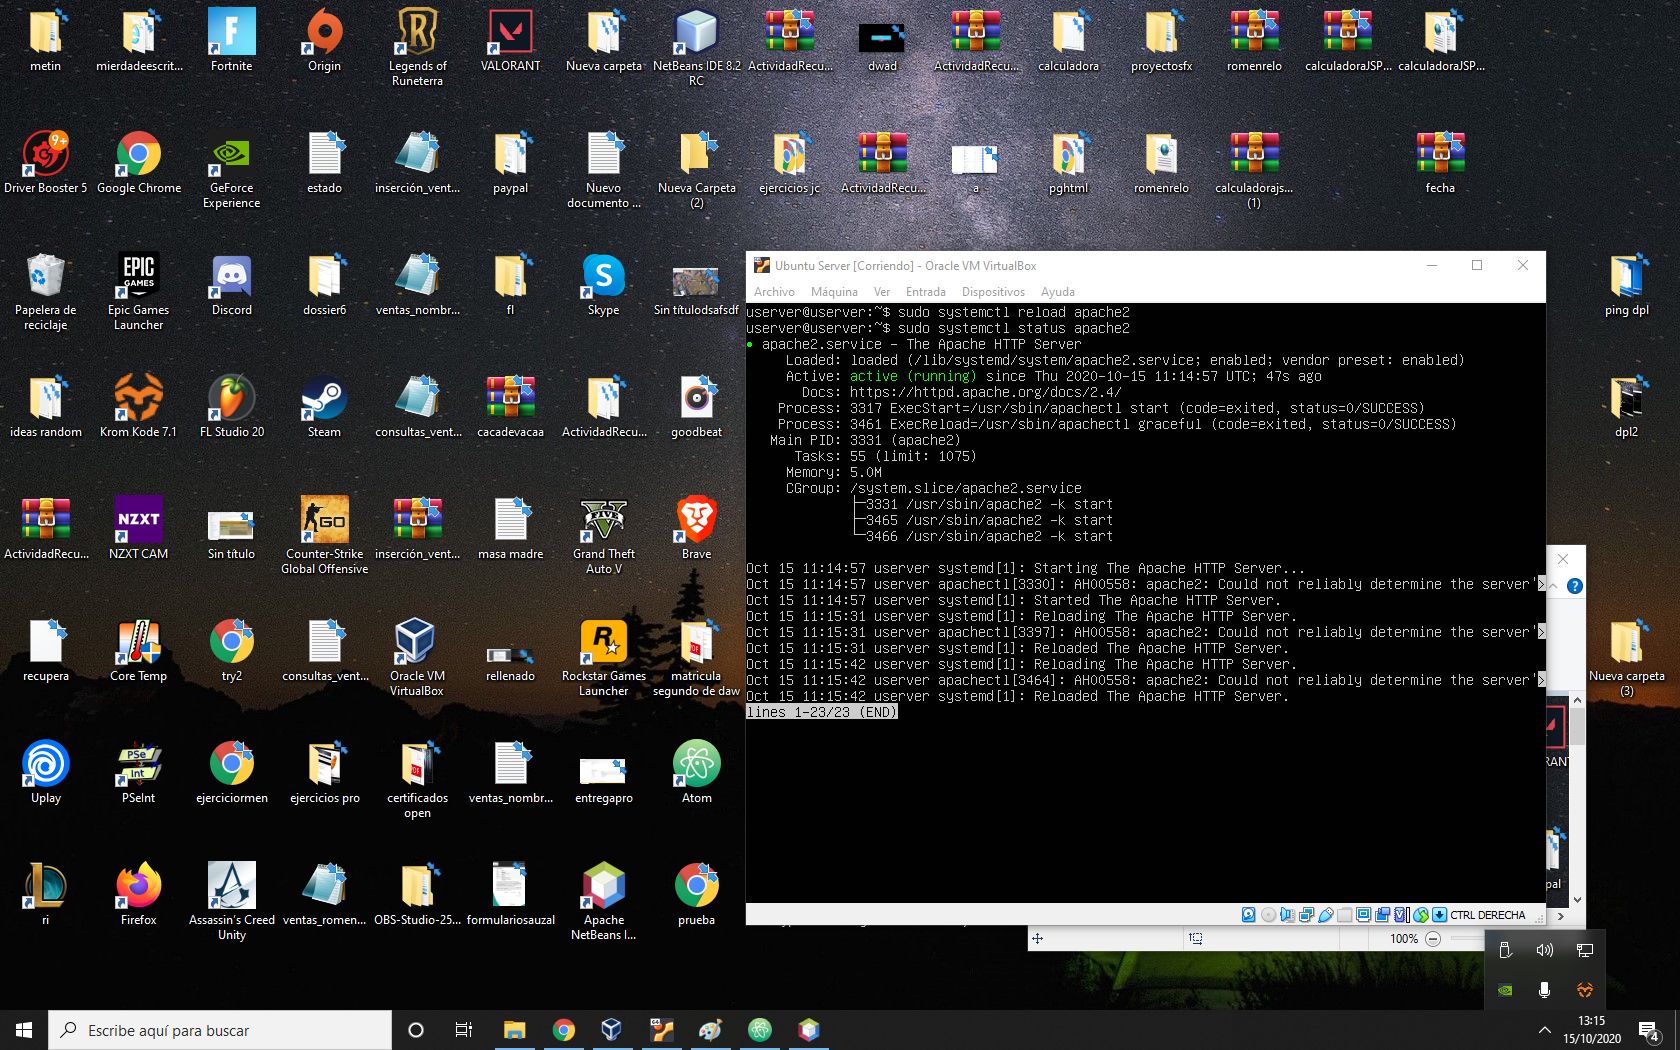 metin
mierdadeescrit...
Fortnite
Origin
Legends of
Runeterra
VALORANT
Nueva carpeta
NetBeans IDE 8.2
RC
ActividadRecu...
dwad
ActividadRecu...
calculadora
proyectosfx
romenrelo
calculadoraJSP...
calculadoraJSP...
9+
Driver Booster 5
Google Chrome
GeForce
Experience
estado
inserción_vent...
paypal
Nuevo
documento ...
Nueva Carpeta
(2)
ejercicios jc
ActividadRecu...
a
pghtml
romenrelo
calculadorajs...
(1)
fecha
Papelera de
reciclaje
EPIC
GAMES
Epic Games
Launcher
Discord
dossier6
ventas_nombr...
fl
Skype
Sin títulodsafsdf
ping dpl
ideas random
Krom Kode 7.1
FL Studio 20
Steam
consultas_vent...
cacadevacaa
ActividadRecu...
goodbeat
dpl2
ActividadRecu...
NZXT
NZXT CAM
Sin título
GO
Counter-Strike
Global Offensive
inserción_vent...
masa madre
FIVE
Grand Theft
Auto V
Brave
recupera
Core Temp
try2
consultas_vent...
Oracle VM
VirtualBox
rellenado
Rockstar Games
Launcher
PDF
matricula
segundo de daw
Nueva carpeta
(3)
Uplay
PSe
Int
PSeInt
ejerciciormen
ejercicios pro
PDF
certificados
open
ventas_nombr...
entregapro
Atom
ri
Firefox
Assassin's Creed
Unity
ventas_romen...
OBS-Studio-25...
formulariosauzal
Apache
NetBeans I...
prueba
Ubuntu Server [Corriendo] - Oracle VM VirtualBox
Archivo Máquina Ver Entrada Dispositivos Ayuda
userver@userver:~$ sudo systemctl reload apache2
userver@userver:~$ sudo systemctl status apache2
● apache2.service - The Apache HTTP Server
Loaded: loaded (/lib/systemd/system/apache2.service; enabled; vendor preset: enabled)
Active: active (running) since Thu 2020-10-15 11:14:57 UTC; 47s ago
Docs: https://httpd.apache.org/docs/2.4/
Process: 3317 ExecStart=/usr/sbin/apachectl start (code=exited, status=0/SUCCESS)
Process: 3461 ExecReload=/usr/sbin/apachectl graceful (code=exited, status=0/SUCCESS)
Main PID: 3331 (apache2)
Tasks: 55 (limit: 1075)
Memory: 5.0M
CGroup: /system.slice/apache2.service
├─3331 /usr/sbin/apache2 -k start
├─3465 /usr/sbin/apache2 -k start
└─3466 /usr/sbin/apache2 -k start
Oct 15 11:14:57 userver systemd[1]: Starting The Apache HTTP Server...
Oct 15 11:14:57 userver apachectl[3330]: AH00558: apache2: Could not reliably determine the server'>
Oct 15 11:14:57 userver systemd[1]: Started The Apache HTTP Server.
Oct 15 11:15:31 userver systemd[1]: Reloading The Apache HTTP Server.
Oct 15 11:15:31 userver apachectl[3397]: AH00558: apache2: Could not reliably determine the server'>
Oct 15 11:15:31 userver systemd[1]: Reloaded The Apache HTTP Server.
Oct 15 11:15:42 userver systemd[1]: Reloading The Apache HTTP Server.
Oct 15 11:15:42 userver apachectl[3464]: AH00558: apache2: Could not reliably determine the server'>
Oct 15 11:15:42 userver systemd[1]: Reloaded The Apache HTTP Server.
lines 1-23/23 (END)
CTRL DERECHA
RANT
pal
100%
Escribe aquí para buscar
13:15
15/10/2020
4